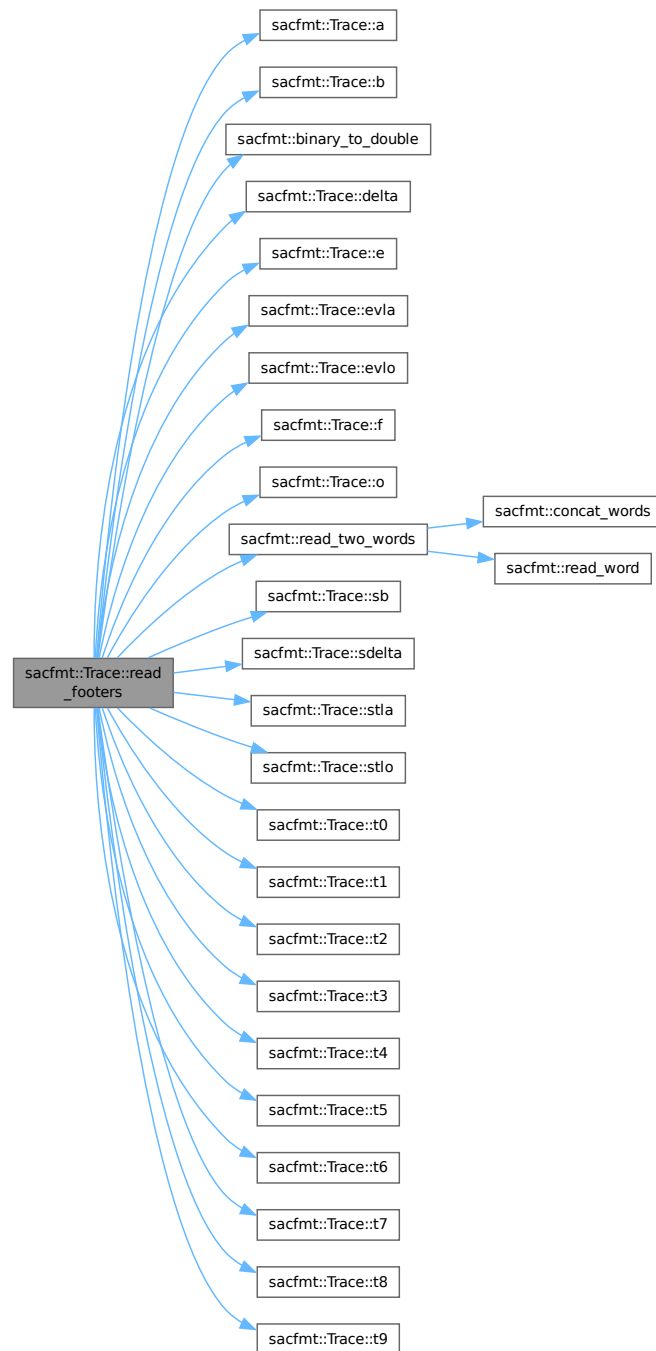 sacfmt::Trace::a
sacfmt::Trace::b
sacfmt::binary_to_double
sacfmt::Trace::delta
sacfmt::Trace::e
sacfmt::Trace::evla
sacfmt::Trace::evlo
sacfmt::Trace::f
sacfmt::Trace::o
sacfmt::read_two_words
sacfmt::concat_words
sacfmt::read_word
sacfmt::Trace::sb
sacfmt::Trace::sdelta
sacfmt::Trace::read
_footers
sacfmt::Trace::stla
sacfmt::Trace::stlo
sacfmt::Trace::t0
sacfmt::Trace::t1
sacfmt::Trace::t2
sacfmt::Trace::t3
sacfmt::Trace::t4
sacfmt::Trace::t5
sacfmt::Trace::t6
sacfmt::Trace::t7
sacfmt::Trace::t8
sacfmt::Trace::t9